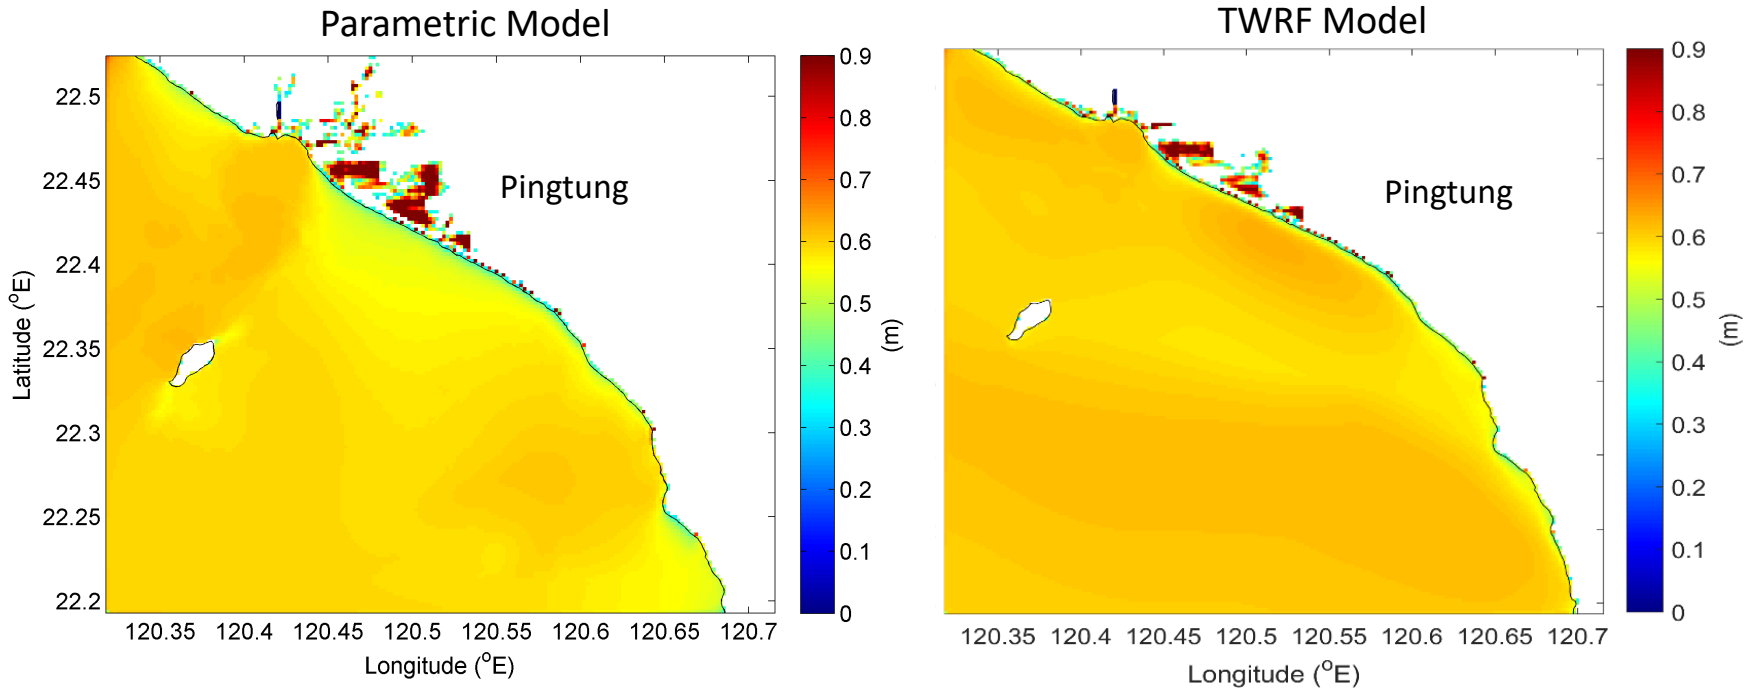 Parametric Model
TWRF Model
22.5
22.45
22.4
22.35
22.3
22.25
22.2
Latitude (°E)
Pingtung
120.35 120.4 120.45 120.5 120.55 120.6 120.65 120.7
Longitude (°E)
0.9
0.8
0.7
0.6
0.5
0.4
0.3
0.2
0.1
0
(m)
Pingtung
120.35 120.4 120.45 120.5 120.55 120.6 120.65 120.7
Longitude (°E)
0.9
0.8
0.7
0.6
0.5
0.4
0.3
0.2
0.1
0
(m)